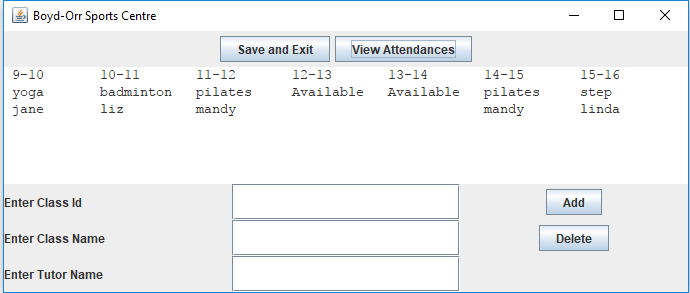 Boyd-Orr Sports Centre
Save and Exit View Attendances
9-10 10-11 11-12 12-13 13-14 14-15 15-16
yoga badminton pilates Available Available pilates step
jane liz mandy mandy linda
Enter Class Id Add
Enter Class Name Delete
Enter Tutor Name